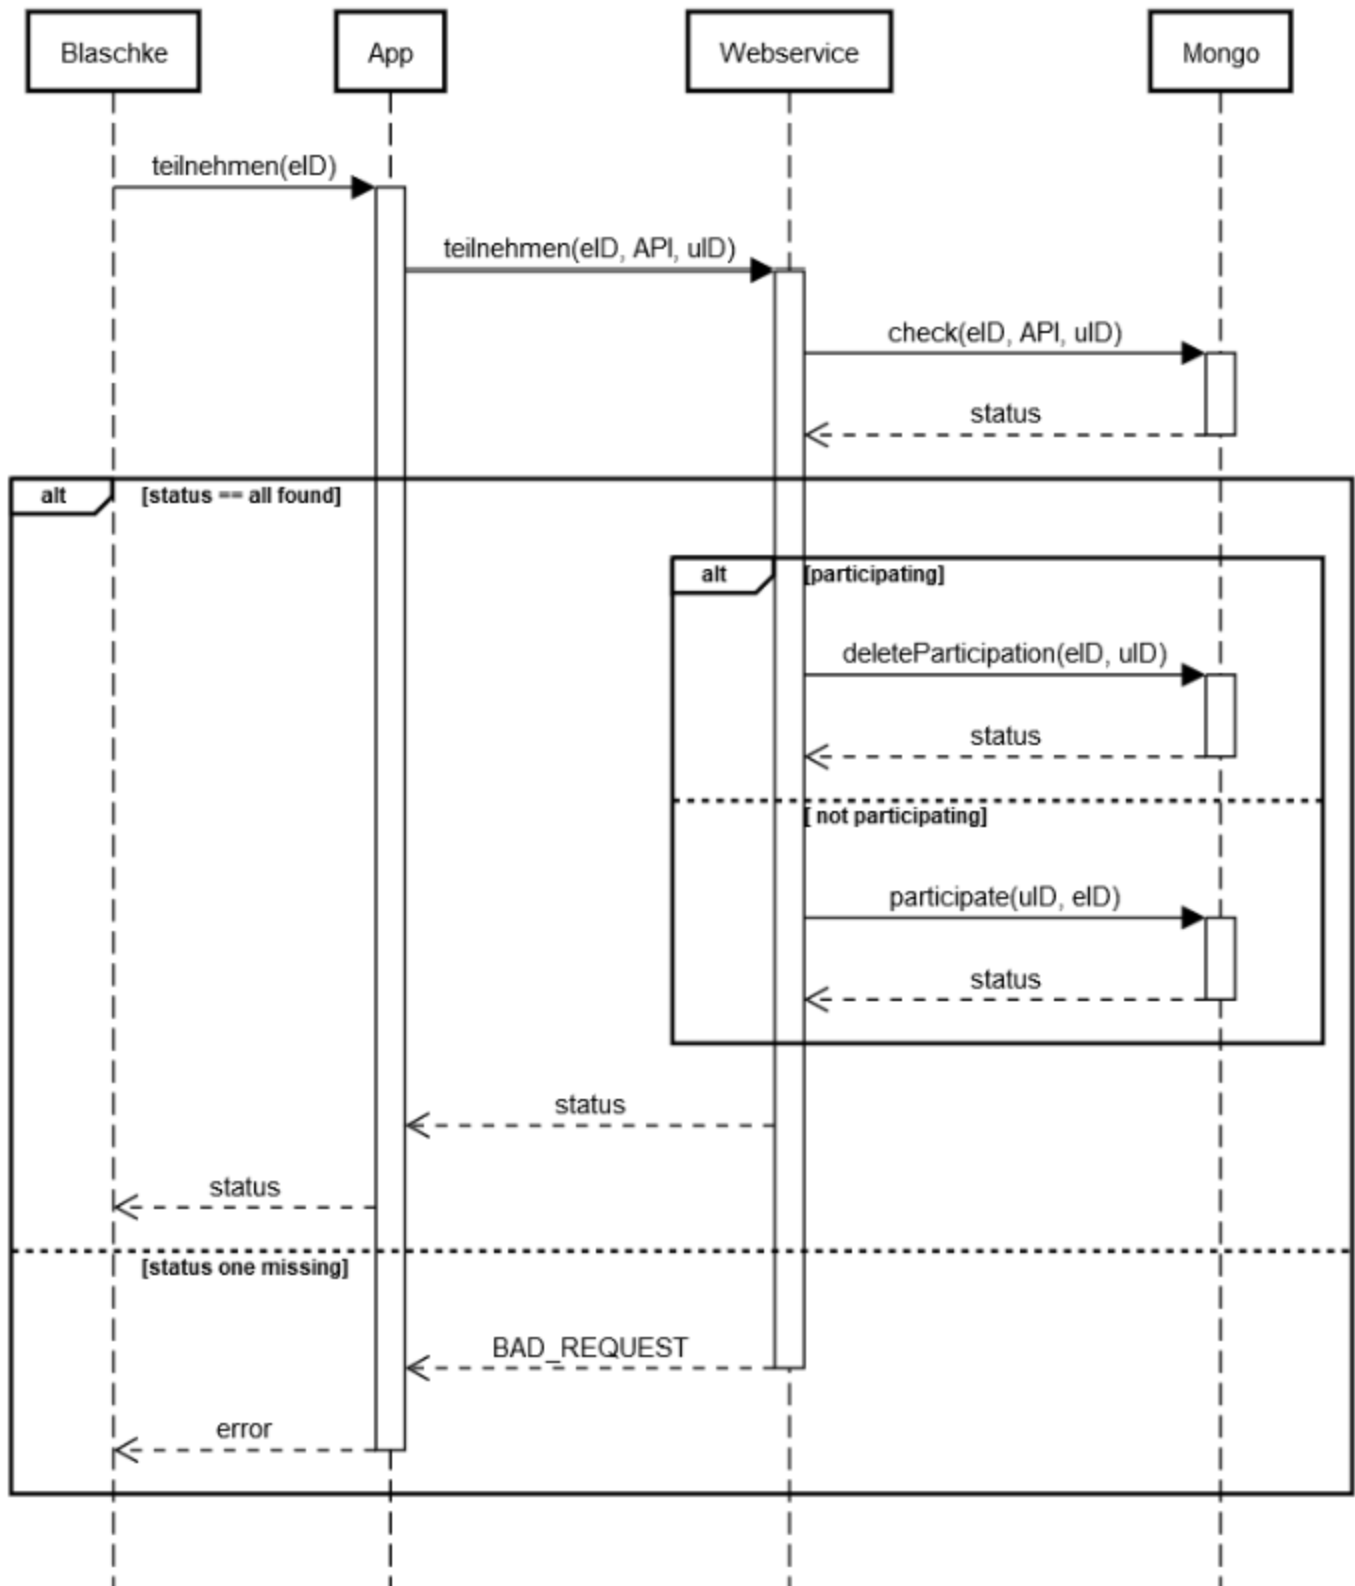 Blaschke
App
Webservice
Mongo
teilnehmen(eID)
teilnehmen(eID, API, uID)
check(eID, API, uID)
status
alt
[status == all found]
alt
[participating]
deleteParticipation(eID, uID)
status
[ not participating]
participate(uID, eID)
status
status
status
[status one missing]
BAD_REQUEST
error